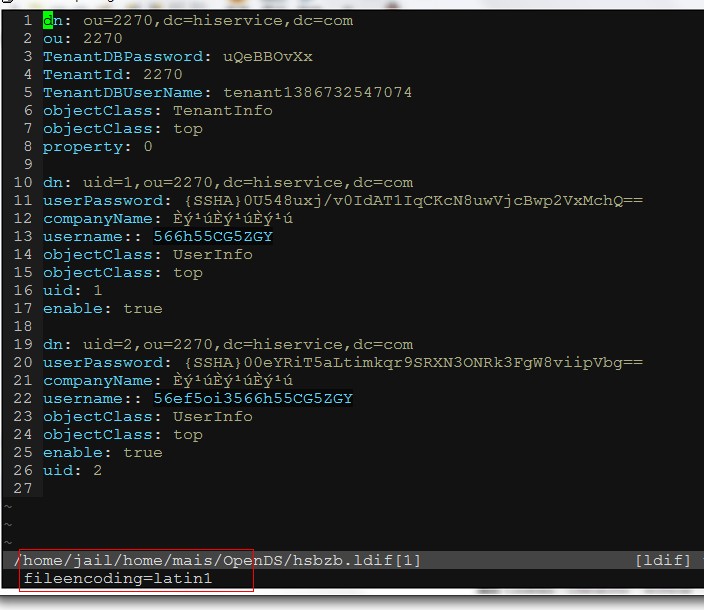 1 dn: ou=2270,dc=hiservice,dc=com
2 ou: 2270
3 TenantDBPassword: uQeBBOvXx
4 TenantId: 2270
5 TenantDBUserName: tenant1386732547074
6 objectClass: TenantInfo
7 objectClass: top
8 property: 0
9
10 dn: uid=1,ou=2270,dc=hiservice,dc=com
11 userPassword: {SSHA}0U548uxj/v0IdAT1IqCKcN8uwVjcBwp2VxMchQ==
12 companyName: Èý¹úÈý¹úÈý¹ú
13 username:: 566h55CG5ZGY
14 objectClass: UserInfo
15 objectClass: top
16 uid: 1
17 enable: true
18
19 dn: uid=2,ou=2270,dc=hiservice,dc=com
20 userPassword: {SSHA}00eYRiT5aLtimkqr9SRXN3ONRk3FgW8viipVbg==
21 companyName: Èý¹úÈý¹úÈý¹ú
22 username:: 56ef5oi3566h55CG5ZGY
23 objectClass: UserInfo
24 objectClass: top
25 enable: true
26 uid: 2
27
~
~
~
/home/jail/home/mais/OpenDS/hsbzb.ldif[1] [ldif]
fileencoding=latin1